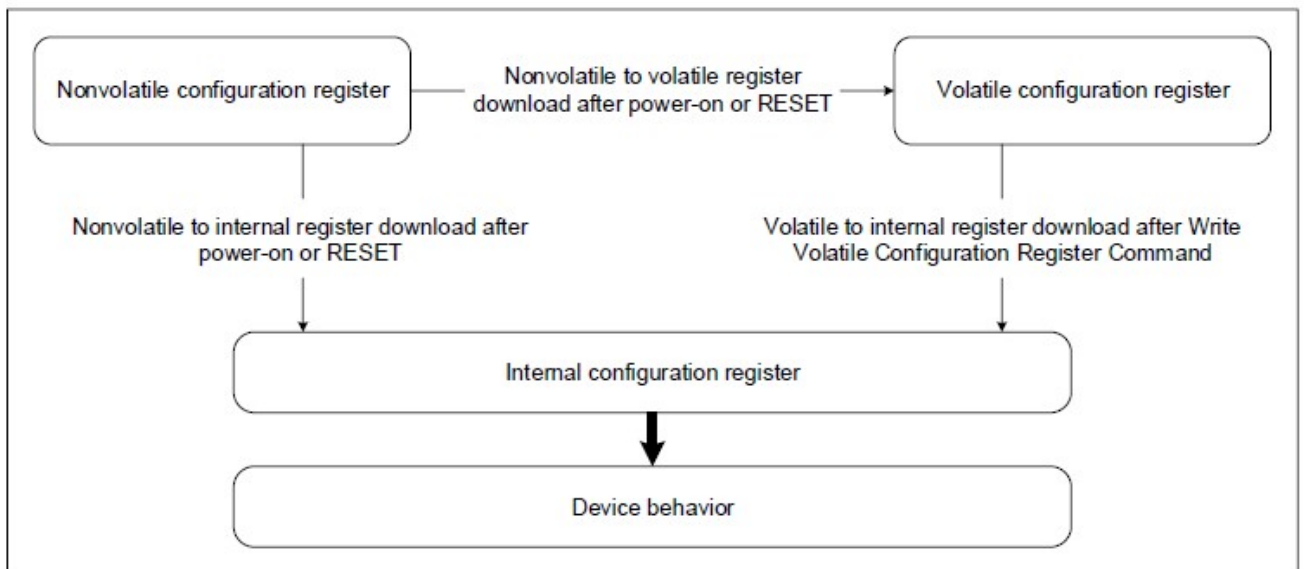 Nonvolatile configuration register
Nonvolatile to volatile register
download after power-on or RESET
Volatile configuration register
Nonvolatile to internal register download after
power-on or RESET
Volatile to internal register download after Write
Volatile Configuration Register Command
Internal configuration register
Device behavior